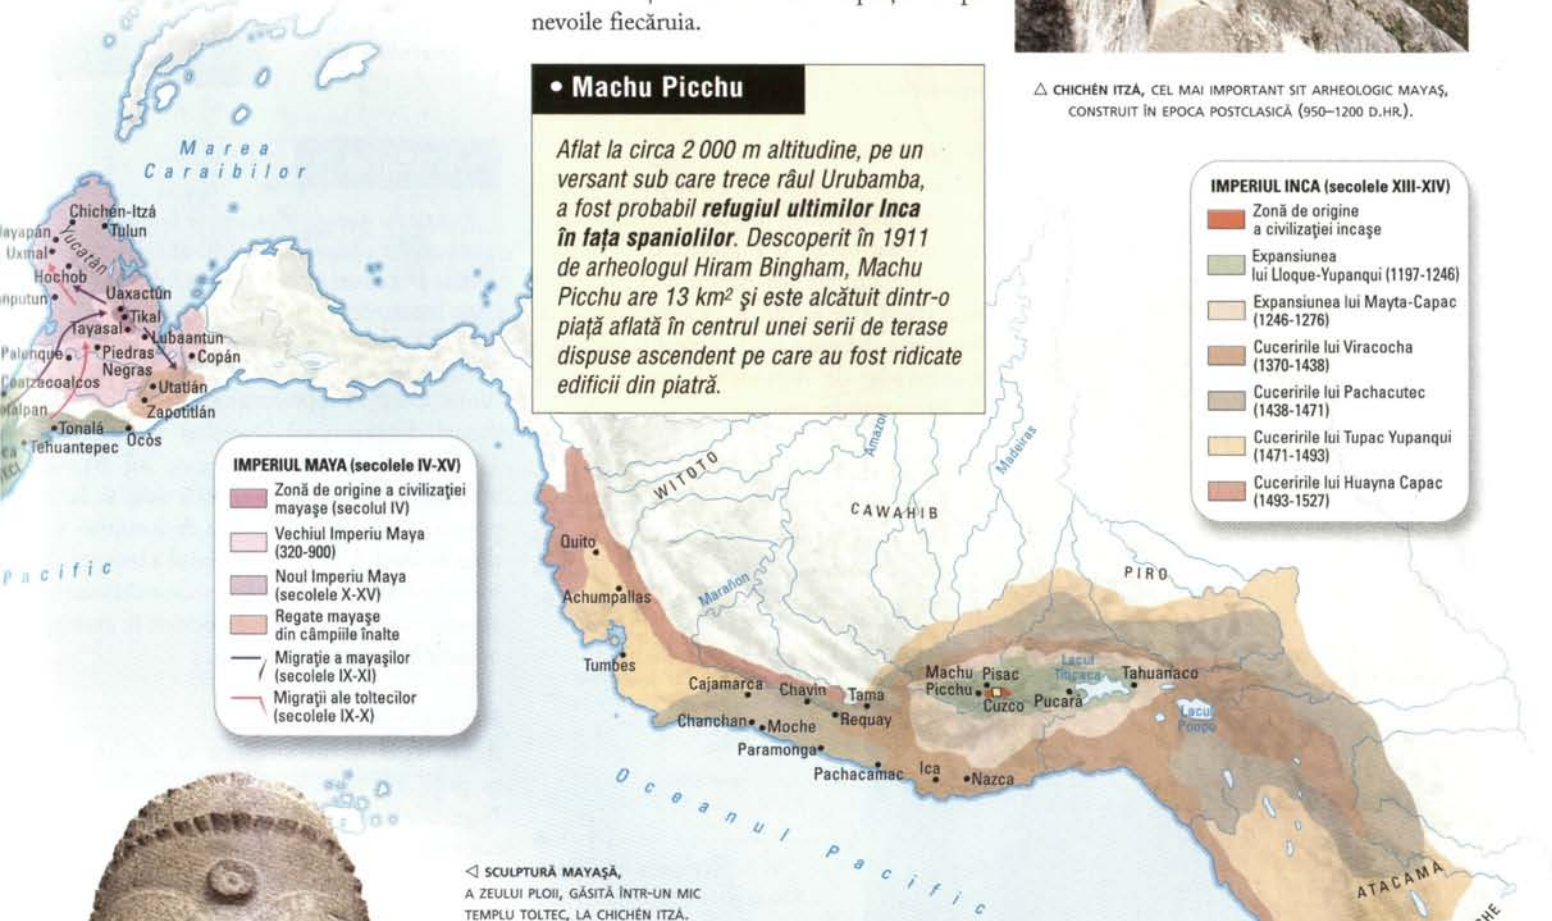 nevoile fiecăruia.
• Machu Picchu
Aflat la circa 2 000 m altitudine, pe un
versant sub care trece râul Urubamba,
a fost probabil refugiul ultimilor Inca
în fața spaniolilor. Descoperit în 1911
de arheologul Hiram Bingham, Machu
Picchu are 13 km² și este alcătuit dintr-o
piață aflată în centrul unei serii de terase
dispuse ascendent pe care au fost ridicate
edificii din piatră.
△ CHICHÉN ITZÁ, CEL MAI IMPORTANT SIT ARHEOLOGIC MAYAȘ,
CONSTRUIT ÎN EPOCA POSTCLASICĂ (950–1200 D.HR.).
IMPERIUL INCA (secolele XIII-XIV)
Zonă de origine
a civilizației incașe
Expansiunea
lui Lloque-Yupanqui (1197-1246)
Expansiunea lui Mayta-Capac
(1246-1276)
Cuceririle lui Viracocha
(1370-1438)
Cuceririle lui Pachacutec
(1438-1471)
Cuceririle lui Tupac Yupanqui
(1471-1493)
Cuceririle lui Huayna Capac
(1493-1527)
Marea
Caraibilor
Chichén-Itzá
Tulun
Yucatán
Uxmal
Hochob
Uaxactún
Tikal
Tayasal
Lubaantún
Palenque
Piedras
Negras
Copán
Coatzacoalcos
Utatlán
Zapotitlán
Tonalá
Ocòs
Tehuantepec
Pacific
IMPERIUL MAYA (secolele IV-XV)
Zonă de origine a civilizației
mayașe (secolul IV)
Vechiul Imperiu Maya
(320-900)
Noul Imperiu Maya
(secolele X-XV)
Regate mayașe
din câmpiile înalte
Migrație a mayașilor
(secolele IX-XI)
Migrații ale toltecilor
(secolele IX-X)
WITOTO
Amazon
Madeiras
CAWAHIB
PIRO
Quito
Achumpallas
Marañon
Tumbes
Cajamarca
Chavin
Tama
Chanchan
Moche
Requay
Paramonga
Pachacamac
Ica
Nazca
Machu
Picchu
Pisac
Cuzco
Lacul
Titicaca
Pucara
Tahuanaco
Lacul
Poopo
Oceanul Pacific
ATACAMA
◁ SCULPTURĂ MAYAȘĂ,
A ZEULUI PLOII, GĂSITĂ ÎNTR-UN MIC
TEMPLU TOLTEC, LA CHICHÉN ITZÁ.